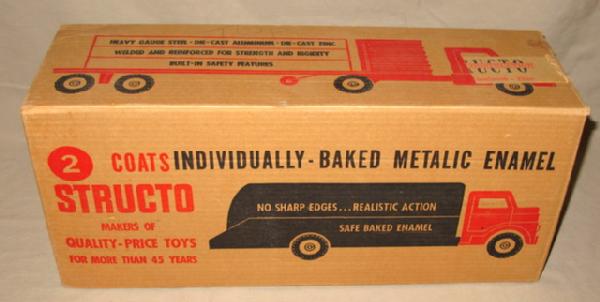 HEAVY GAUGE STEEL - DIE-CAST ALUMINUM - DIE-CAST ZINC
WELDED AND REINFORCED FOR STRENGTH AND RIGIDITY
BUILT-IN SAFETY FEATURES
2 COATS INDIVIDUALLY-BAKED METALIC ENAMEL
STRUCTO
MAKERS OF
QUALITY-PRICE TOYS
FOR MORE THAN 45 YEARS
NO SHARP EDGES...REALISTIC ACTION
SAFE BAKED ENAMEL